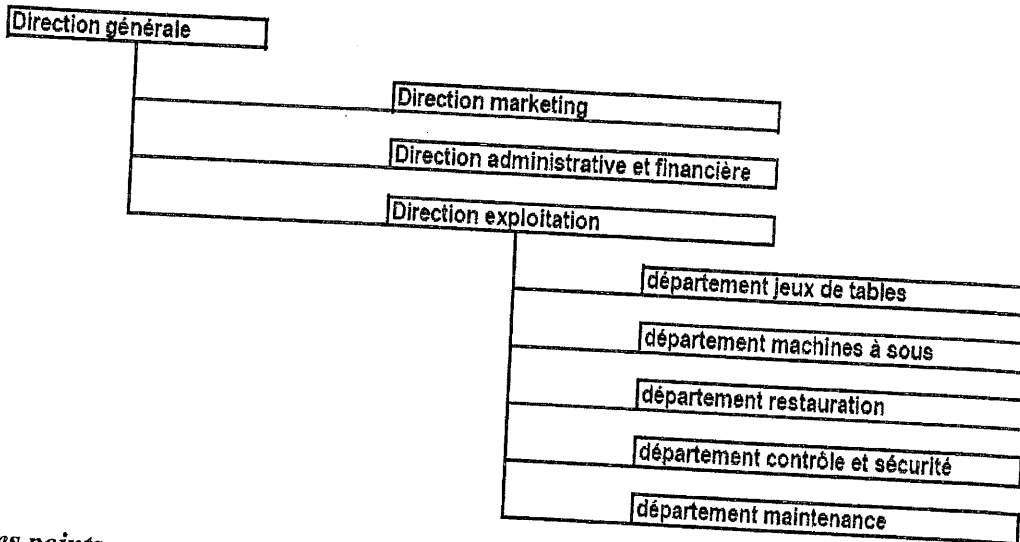 Direction générale
Direction marketing
Direction administrative et financière
Direction exploitation
département jeux de tables
département machines à sous
département restauration
département contrôle et sécurité
département maintenance